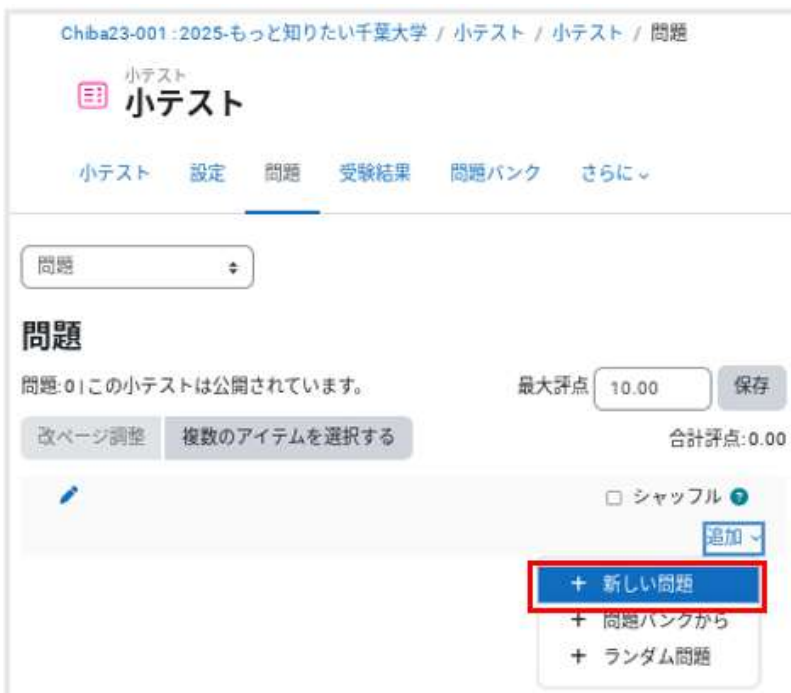 Chiba23-001:2025-もっと知りたい千葉大学 / 小テスト / 小テスト / 問題
小テスト
小テスト
小テスト 設定 問題 受験結果 問題バンク さらに
問題
問題
問題:0|この小テストは公開されています。 最大評点 10.00 保存
改ページ調整 複数のアイテムを選択する 合計評点:0.00
シャッフル ?
追加
+ 新しい問題
+ 問題バンクから
+ ランダム問題